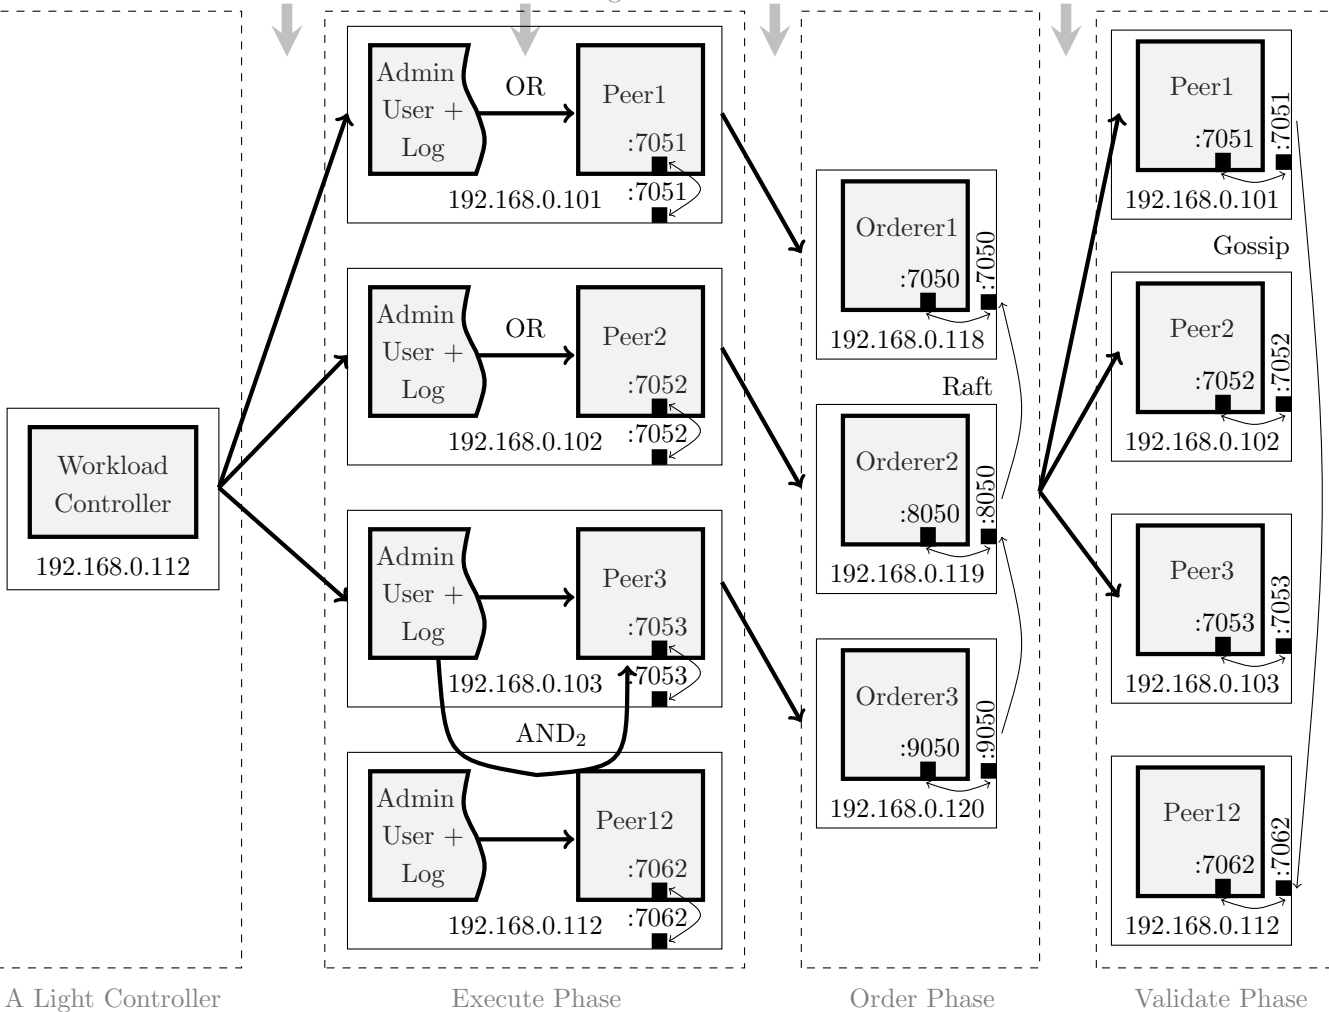 Workload
Controller
192.168.0.112
A Light Controller
Admin
User +
Log
OR
Peer1
:7051
192.168.0.101
:7051
Admin
User +
Log
OR
Peer2
:7052
192.168.0.102
:7052
Admin
User +
Log
Peer3
:7053
192.168.0.103
:7053
AND₂
Admin
User +
Log
Peer12
:7062
192.168.0.112
:7062
Execute Phase
Orderer1
:7050
:7050
192.168.0.118
Raft
Orderer2
:8050
:8050
192.168.0.119
Orderer3
:9050
:9050
192.168.0.120
Order Phase
Peer1
:7051
:7051
192.168.0.101
Gossip
Peer2
:7052
:7052
192.168.0.102
Peer3
:7053
:7053
192.168.0.103
Peer12
:7062
:7062
192.168.0.112
Validate Phase